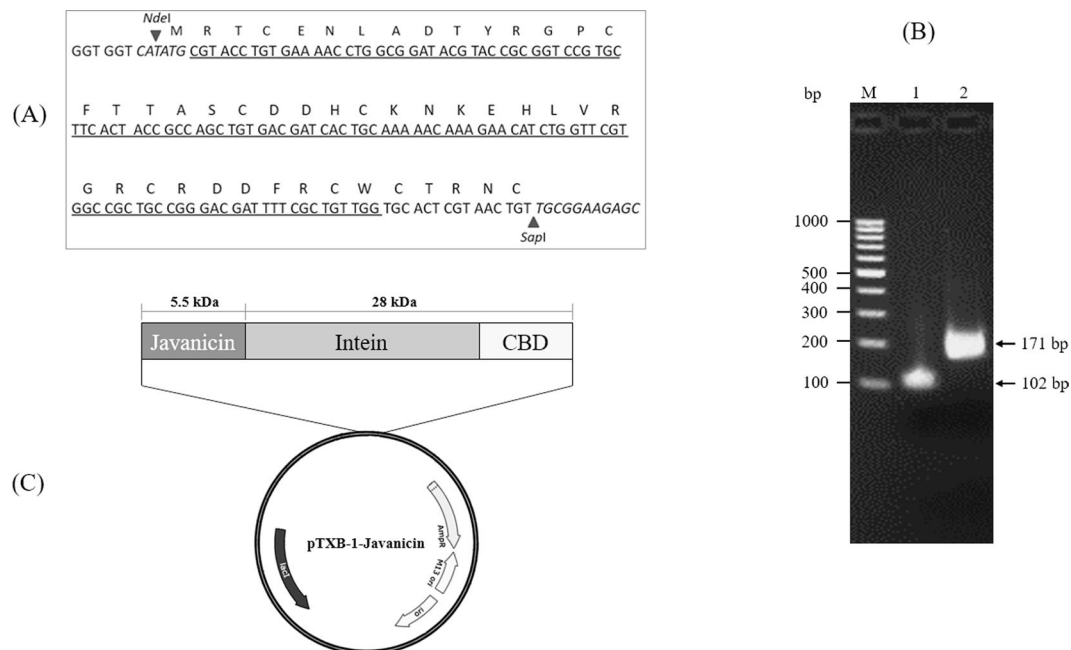 (A)
NdeI
M R T C E N L A D T Y R G P C
GGT GGT CATATG CGT ACC TGT GAA AAC CTG GCG GAT ACG TAC CGC GGT CCG TGC
F T T A S C D D H C K N K E H L V R
TTC ACT ACC GCC AGC TGT GAC GAT CAC TGC AAA AAC AAA GAA CAT CTG GTT CGT
G R C R D D F R C W C T R N C
GGC CGC TGC CGG GAC GAT TTT CGC TGT TGG TGC ACT CGT AAC TGT TGCGGAAGAGC
SapI
(B)
bp M 1 2
1000
500
400
300
200
171 bp
100
102 bp
(C)
5.5 kDa 28 kDa
Javanicin Intein CBD
pTXB-1-Javanicin
AmpR
M13 ori
ori
lacI